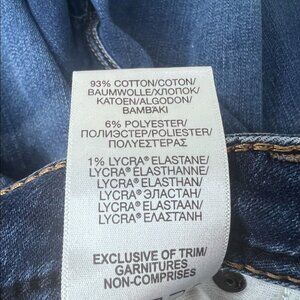 93% COTTON/COTON/
BAUMWOLLE/ХЛОПОК/
KATOEN/ALGODON/
BAMBAKI
6% POLYESTER/
ПОЛИЭСТЕР/POLIESTER/
ΠΟΛΥΕΣΤΕΡΑΣ
1% LYCRA® ELASTANE/
LYCRA® ELASTHANNE/
LYCRA® ELASTHAN/
LYCRA® ЭЛАСТАН/
LYCRA® ELASTAAN/
LYCRA® ΕΛΑΣΤΑΝΗ
EXCLUSIVE OF TRIM/
GARNITURES
NON-COMPRISES